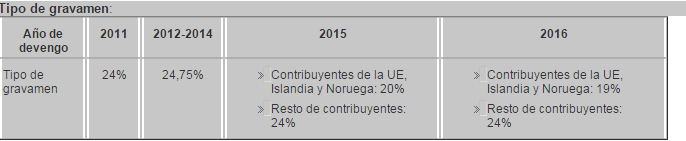 Tipo de gravamen:
Año de devengo 2011 2012-2014 2015 2016
Tipo de gravamen 24% 24,75%
» Contribuyentes de la UE,
Islandia y Noruega: 20%
» Resto de contribuyentes:
24%
» Contribuyentes de la UE,
Islandia y Noruega: 19%
» Resto de contribuyentes:
24%